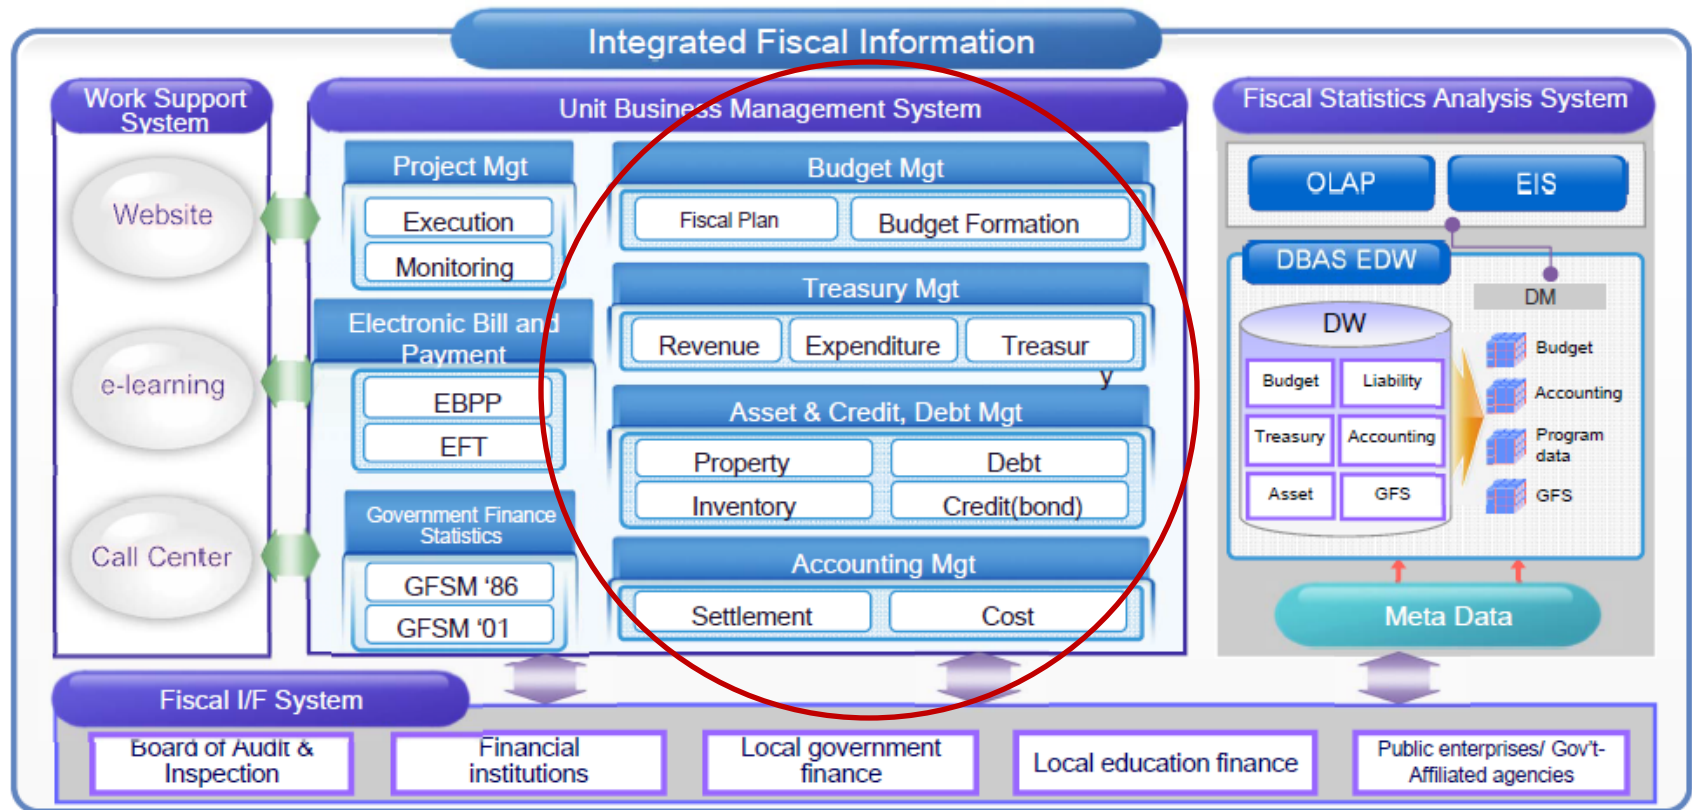 Integrated Fiscal Information
Work Support
System
Website
e-learning
Call Center
Unit Business Management System
Project Mgt
Execution
Monitoring
Electronic Bill and
Payment
EBPP
EFT
Government Finance
Statistics
GFSM ‘86
GFSM ‘01
Budget Mgt
Fiscal Plan
Budget Formation
Treasury Mgt
Revenue
Expenditure
Treasur
y
Asset & Credit, Debt Mgt
Property
Debt
Inventory
Credit(bond)
Accounting Mgt
Settlement
Cost
Fiscal Statistics Analysis System
OLAP
EIS
DBAS EDW
DM
DW
Budget
Liability
Treasury
Accounting
Asset
GFS
Budget
Accounting
Program
data
GFS
Meta Data
Fiscal I/F System
Board of Audit &
Inspection
Financial
institutions
Local government
finance
Local education finance
Public enterprises/ Gov’t-
Affiliated agencies